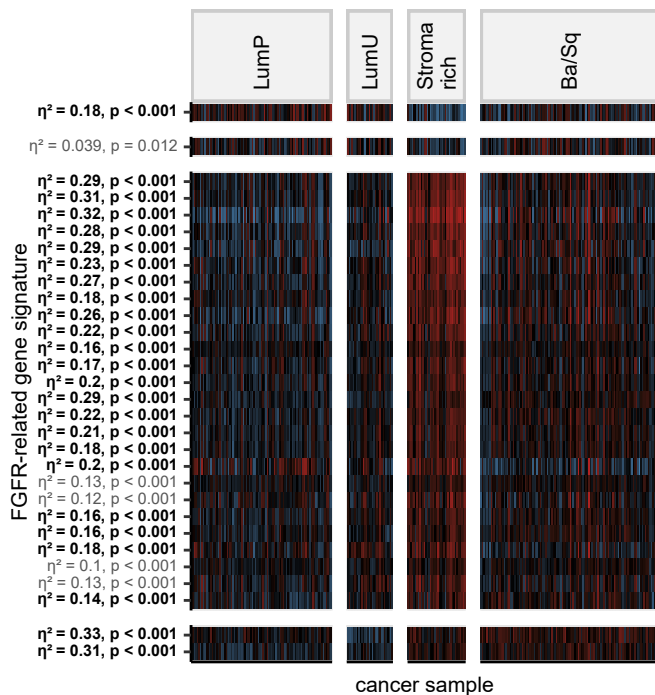 LumP
LumU
Stroma
rich
Ba/Sq
FGFR-related gene signature
η² = 0.18, p < 0.001
η² = 0.039, p = 0.012
η² = 0.29, p < 0.001
η² = 0.31, p < 0.001
η² = 0.32, p < 0.001
η² = 0.28, p < 0.001
η² = 0.29, p < 0.001
η² = 0.23, p < 0.001
η² = 0.27, p < 0.001
η² = 0.18, p < 0.001
η² = 0.26, p < 0.001
η² = 0.22, p < 0.001
η² = 0.16, p < 0.001
η² = 0.17, p < 0.001
η² = 0.2, p < 0.001
η² = 0.29, p < 0.001
η² = 0.22, p < 0.001
η² = 0.21, p < 0.001
η² = 0.18, p < 0.001
η² = 0.2, p < 0.001
η² = 0.13, p < 0.001
η² = 0.12, p < 0.001
η² = 0.16, p < 0.001
η² = 0.16, p < 0.001
η² = 0.18, p < 0.001
η² = 0.1, p < 0.001
η² = 0.13, p < 0.001
η² = 0.14, p < 0.001
η² = 0.33, p < 0.001
η² = 0.31, p < 0.001
cancer sample